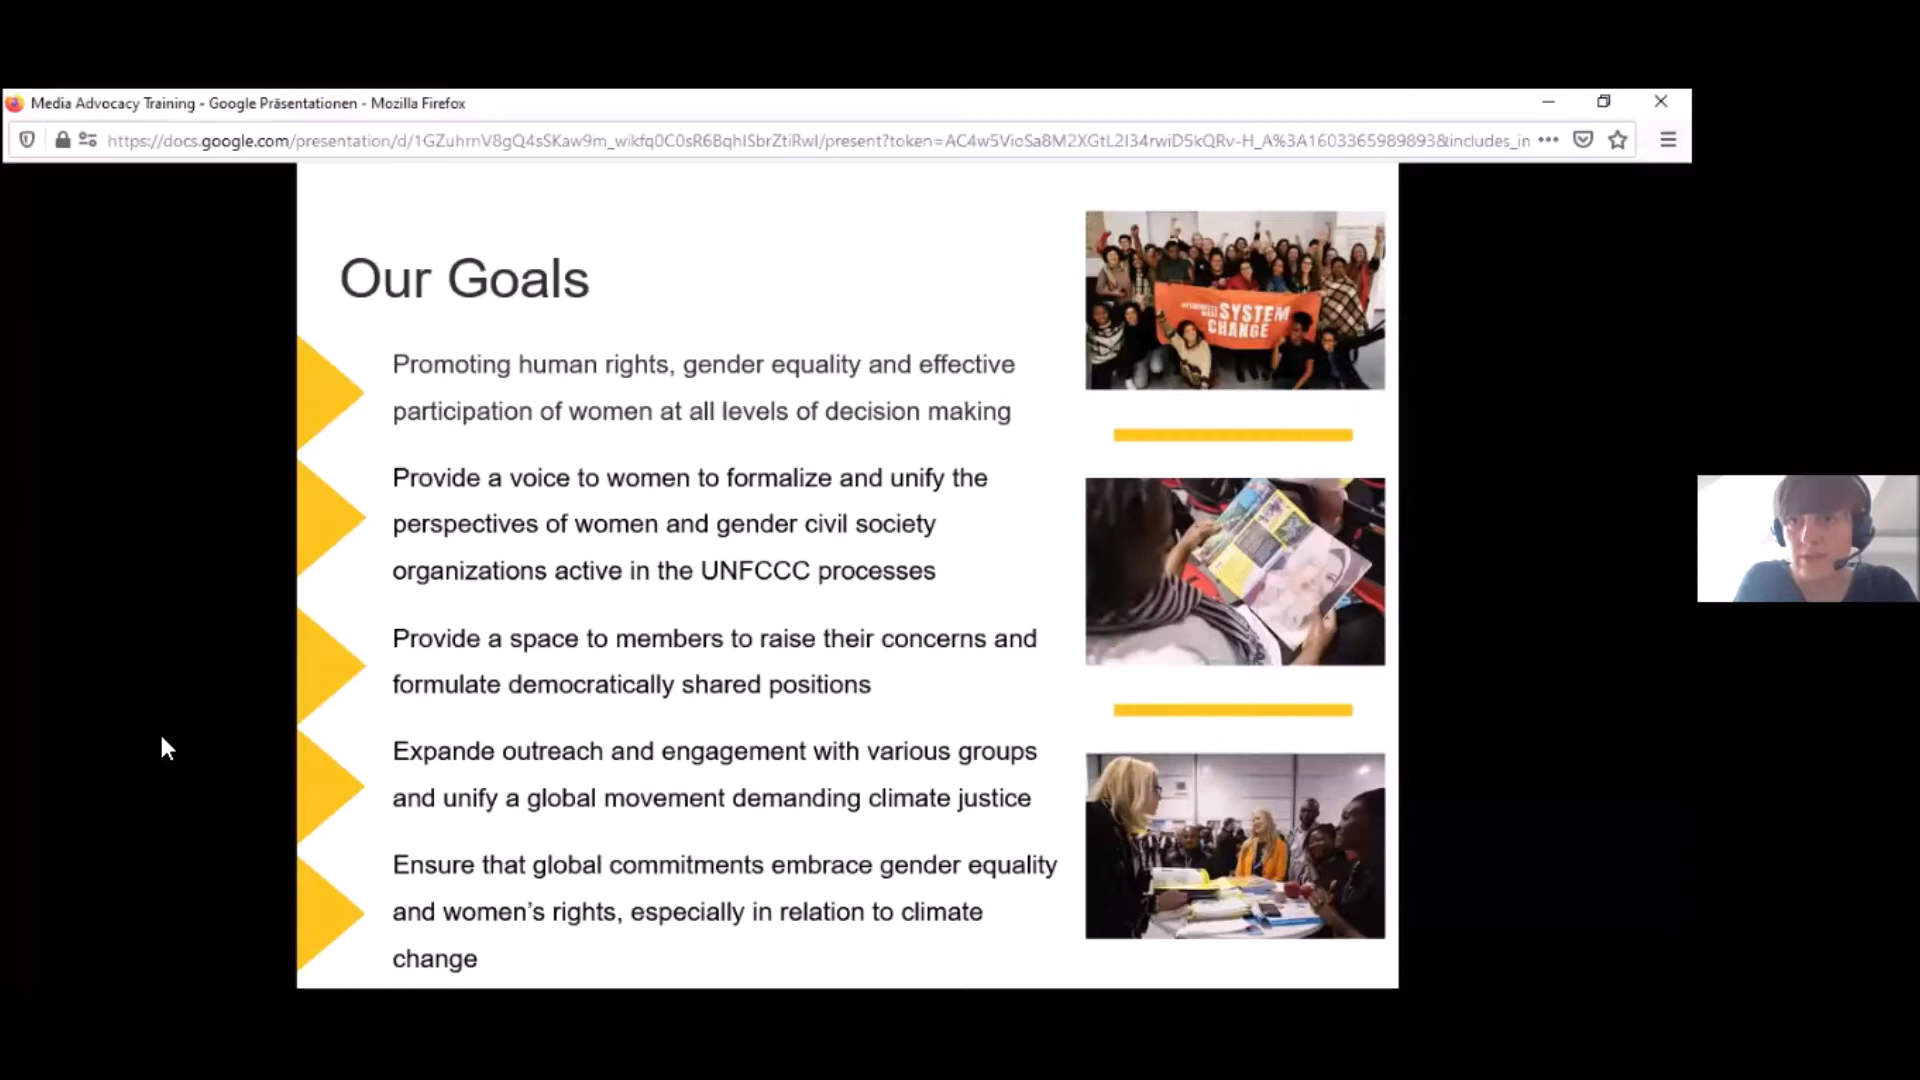 Media Advocacy Training - Google Präsentationen - Mozilla Firefox
https://docs.google.com/presentation/d/1GZuhrnV8gQ4sSKaw9m_wikfq0C0sR6BqhISbrZtiRwI/present?token=AC4w5VioSa8M2XGtL2I34rwiD5kQRv-H_A%3A1603365989893&includes_in
Our Goals
Promoting human rights, gender equality and effective
participation of women at all levels of decision making
Provide a voice to women to formalize and unify the
perspectives of women and gender civil society
organizations active in the UNFCCC processes
Provide a space to members to raise their concerns and
formulate democratically shared positions
Expande outreach and engagement with various groups
and unify a global movement demanding climate justice
Ensure that global commitments embrace gender equality
and women’s rights, especially in relation to climate
change
SYSTEM
CHANGE